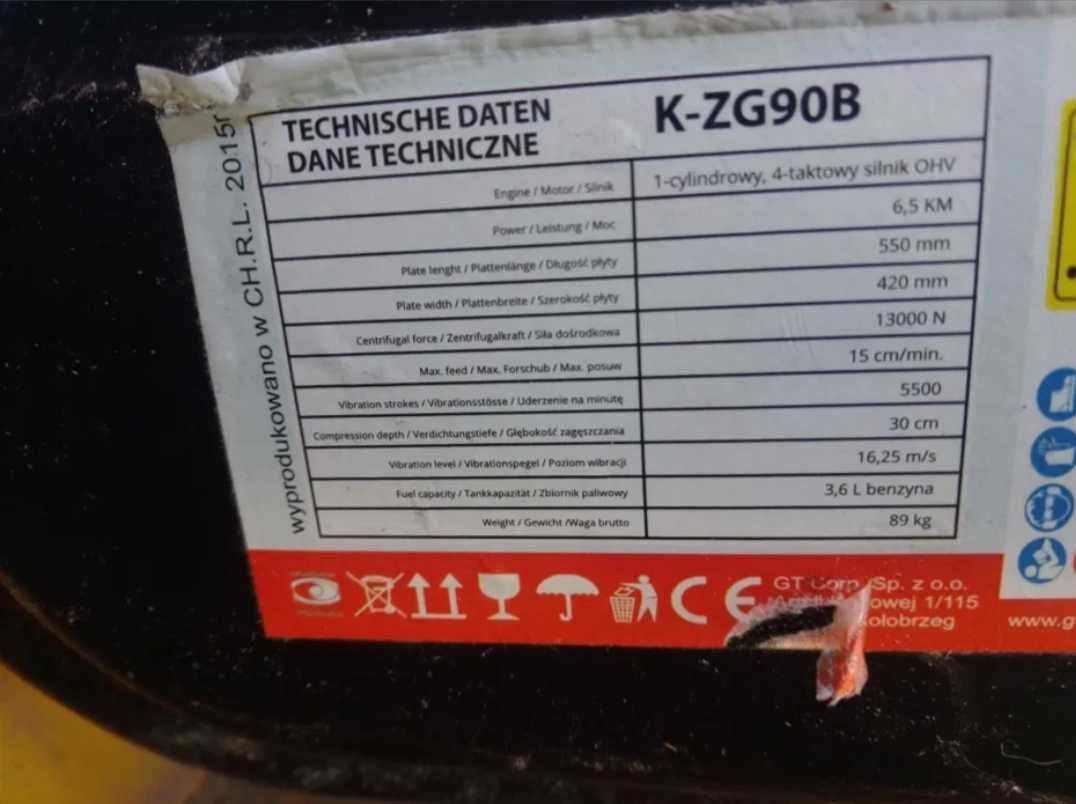 TECHNISCHE DATEN
DANE TECHNICZNE
K-ZG90B
Engine / Motor / Silnik 1-cylindrowy, 4-taktowy silnik OHV
Power / Leistung / Moc 6,5 KM
Plate lenght / Plattenlänge / Długość płyty 550 mm
Plate width / Plattenbreite / Szerokość płyty 420 mm
Centrifugal force / Zentrifugalkraft / Siła dośrodkowa 13000 N
Max. feed / Max. Forschub / Max. posuw 15 cm/min.
Vibration strokes / Vibrationsstösse / Uderzenie na minutę 5500
Compression depth / Verdichtungstiefe / Głębokość zagęszczania 30 cm
Vibration level / Vibrationspegel / Poziom wibracji 16,25 m/s
Fuel capacity / Tankkapazität / Zbiornik paliwowy 3,6 L benzyna
Weight / Gewicht /Waga brutto 89 kg
wyprodukowano w CH.R.L. 2015r
CE
GT Corp Sp. z o.o.
1/115
www.g